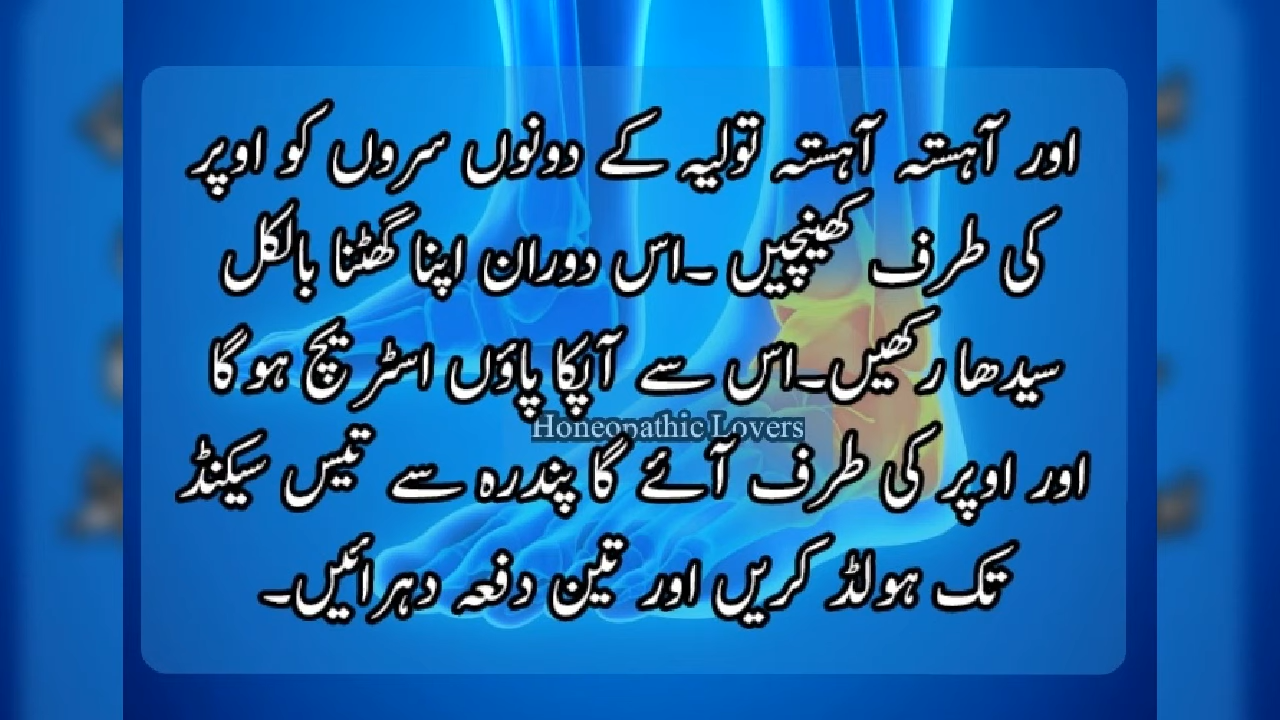 اور آہستہ آہستہ تولیہ کے دونوں سروں کو اوپر
کی طرف کھینچیں ۔اس دوران اپنا گھٹنا بالکل
سیدھا رکھیں۔اس سے آپکا پاؤں اسٹریچ ہو گا
Honeopathic Lovers
اور اوپر کی طرف آئے گا پندرہ سے تیس سیکنڈ
تک ہولڈ کریں اور تین دفعہ دہرائیں۔